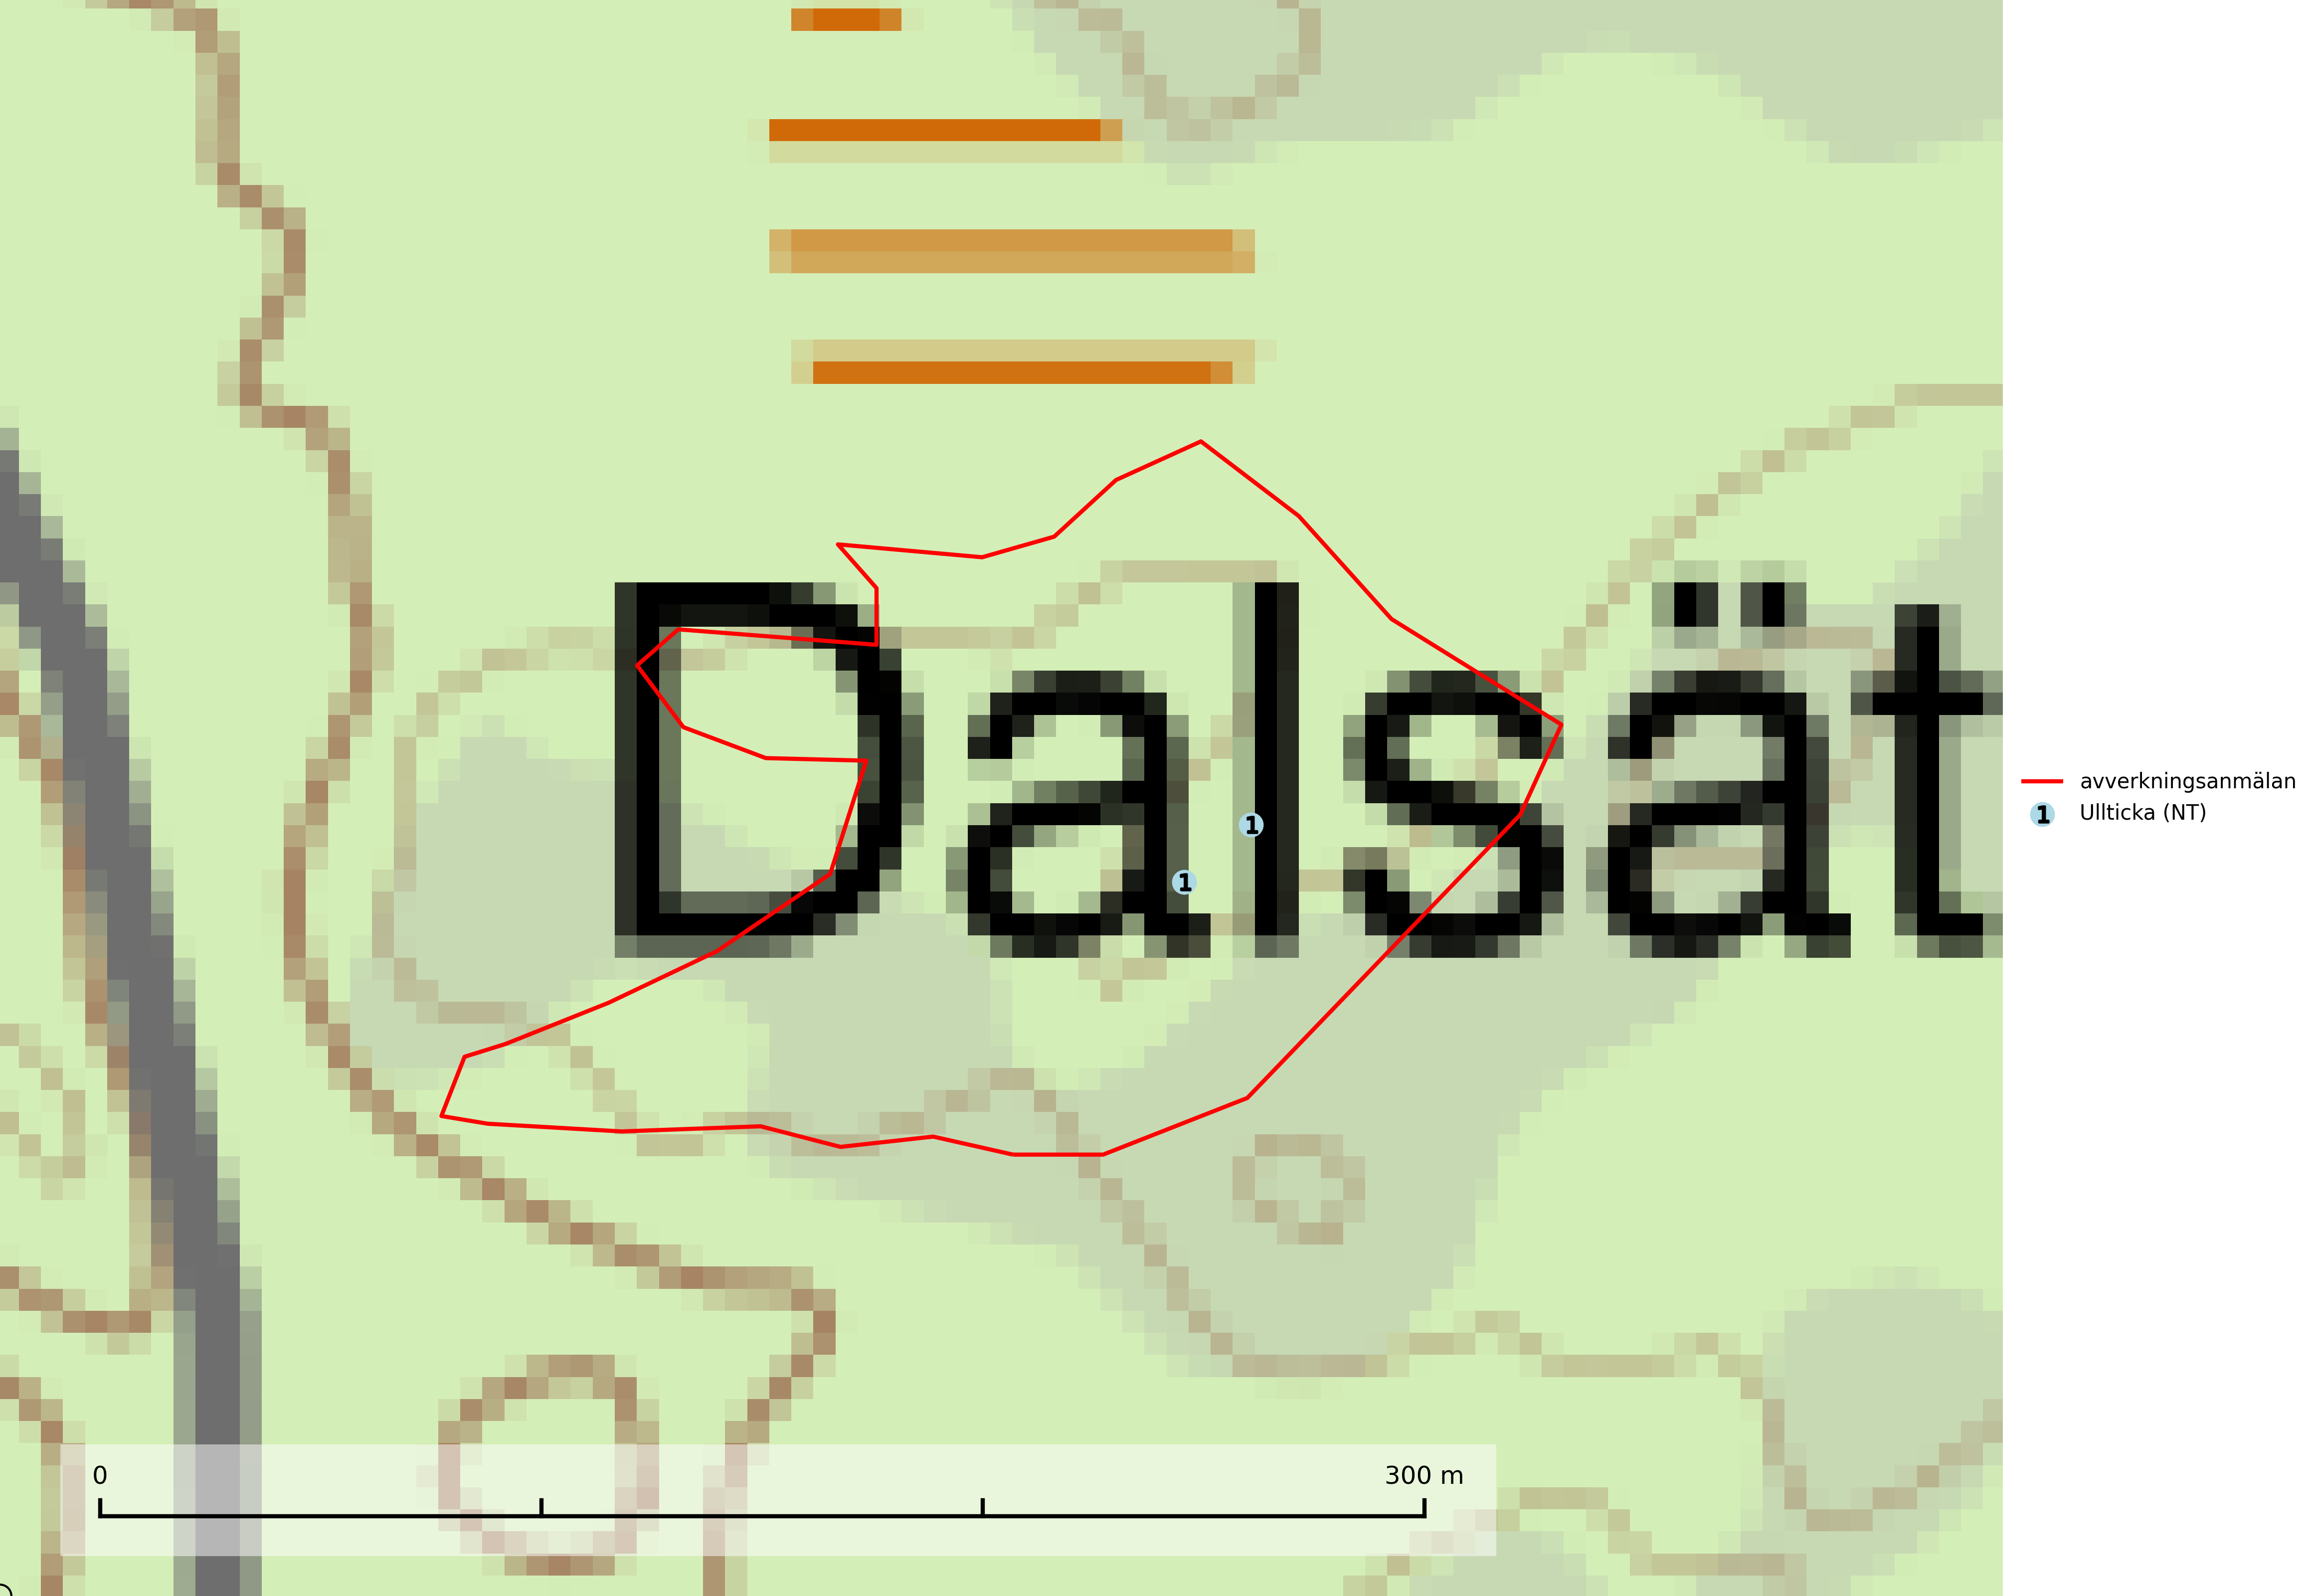 Dalsät
1
1
avverkningsanmälan
1 Ullticka (NT)
0 300 m